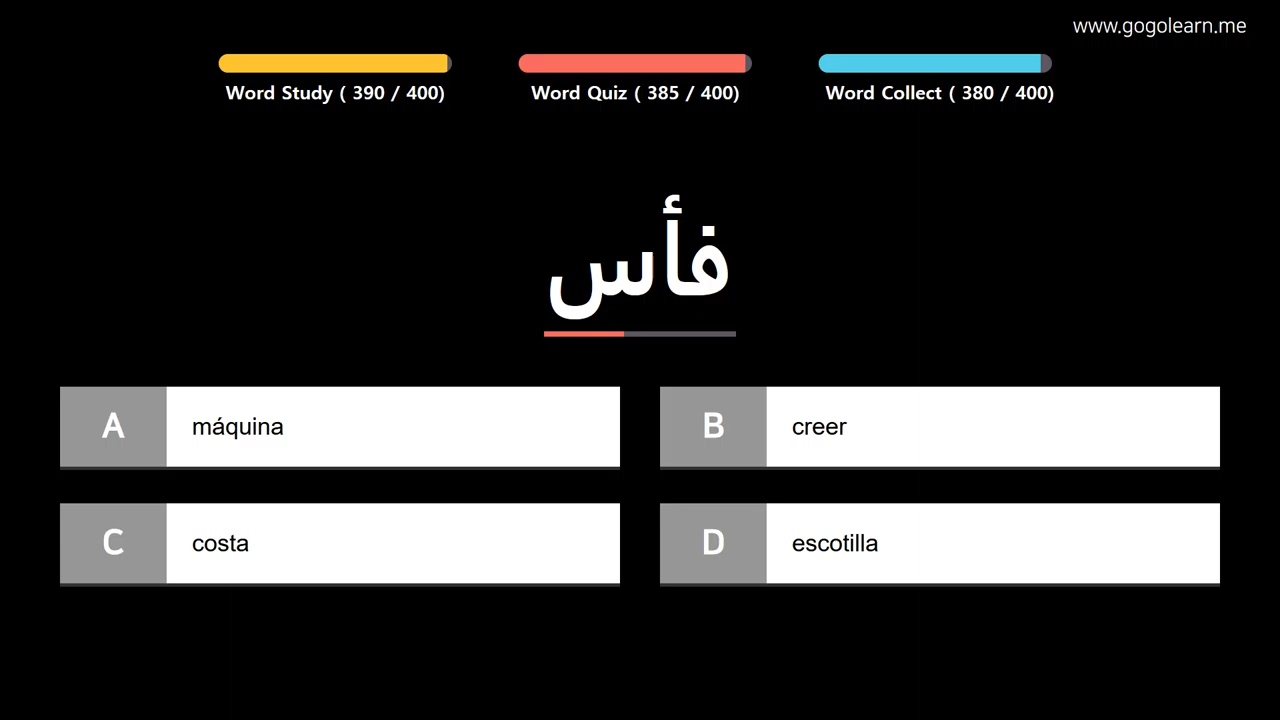 www.gogolearn.me
Word Study ( 390 / 400)
Word Quiz ( 385 / 400)
Word Collect ( 380 / 400)
فأس
A máquina
B creer
C costa
D escotilla